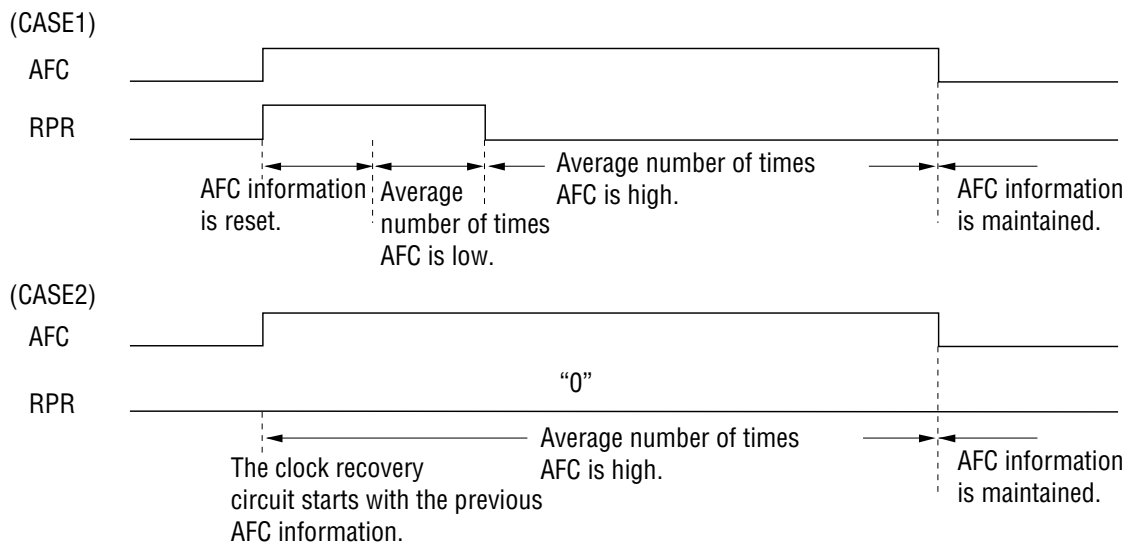 (CASE1)
AFC
RPR
AFC information
is reset.
Average
number of times
AFC is low.
Average number of times
AFC is high.
AFC information
is maintained.
(CASE2)
AFC
“0”
RPR
The clock recovery
circuit starts with the previous
AFC information.
Average number of times
AFC is high.
AFC information
is maintained.